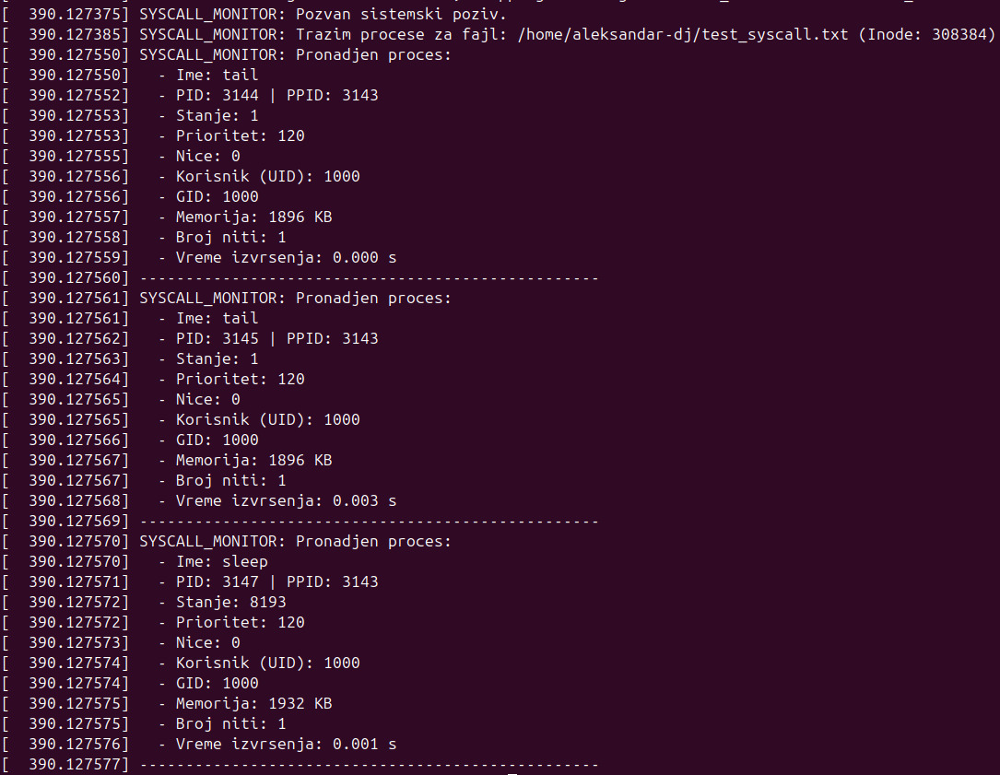 [  390.127375] SYSCALL_MONITOR: Pozvan sistemski poziv.
[  390.127385] SYSCALL_MONITOR: Trazim procese za fajl: /home/aleksandar-dj/test_syscall.txt (Inode: 308384)
[  390.127550] SYSCALL_MONITOR: Pronadjen proces:
[  390.127550]   - Ime: tail
[  390.127552]   - PID: 3144 | PPID: 3143
[  390.127553]   - Stanje: 1
[  390.127553]   - Prioritet: 120
[  390.127555]   - Nice: 0
[  390.127556]   - Korisnik (UID): 1000
[  390.127556]   - GID: 1000
[  390.127557]   - Memorija: 1896 KB
[  390.127558]   - Broj niti: 1
[  390.127559]   - Vreme izvrsenja: 0.000 s
[  390.127560] --------------------------------------------------
[  390.127561] SYSCALL_MONITOR: Pronadjen proces:
[  390.127561]   - Ime: tail
[  390.127562]   - PID: 3145 | PPID: 3143
[  390.127563]   - Stanje: 1
[  390.127564]   - Prioritet: 120
[  390.127565]   - Nice: 0
[  390.127565]   - Korisnik (UID): 1000
[  390.127566]   - GID: 1000
[  390.127567]   - Memorija: 1896 KB
[  390.127567]   - Broj niti: 1
[  390.127568]   - Vreme izvrsenja: 0.003 s
[  390.127569] --------------------------------------------------
[  390.127570] SYSCALL_MONITOR: Pronadjen proces:
[  390.127570]   - Ime: sleep
[  390.127571]   - PID: 3147 | PPID: 3143
[  390.127572]   - Stanje: 8193
[  390.127572]   - Prioritet: 120
[  390.127573]   - Nice: 0
[  390.127574]   - Korisnik (UID): 1000
[  390.127574]   - GID: 1000
[  390.127575]   - Memorija: 1932 KB
[  390.127575]   - Broj niti: 1
[  390.127576]   - Vreme izvrsenja: 0.001 s
[  390.127577] --------------------------------------------------